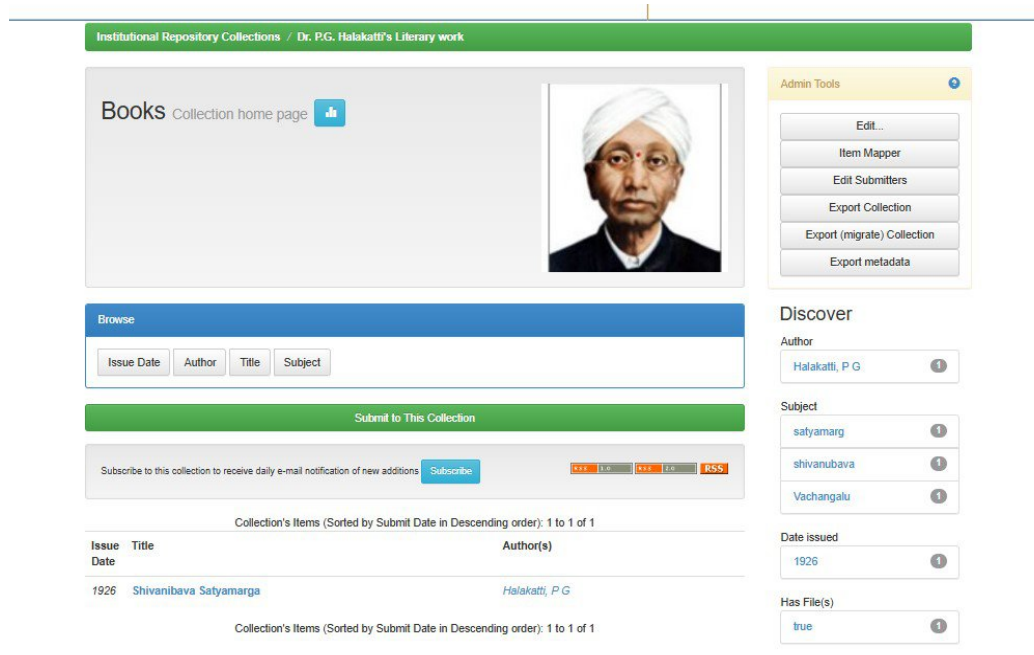 Institutional Repository Collections / Dr. P.G. Halakatti's Literary work
Books Collection home page
Browse
Issue Date Author Title Subject
Submit to This Collection
Subscribe to this collection to receive daily e-mail notification of new additions Subscribe RSS 1.0 RSS 2.0 RSS
Collection's Items (Sorted by Submit Date in Descending order): 1 to 1 of 1
Issue Date Title Author(s)
1926 Shivanibava Satyamarga Halakatti, P G
Collection's Items (Sorted by Submit Date in Descending order): 1 to 1 of 1
Admin Tools
Edit...
Item Mapper
Edit Submitters
Export Collection
Export (migrate) Collection
Export metadata
Discover
Author
Halakatti, P G 1
Subject
satyamarg 1
shivanubava 1
Vachangalu 1
Date issued
1926 1
Has File(s)
true 1